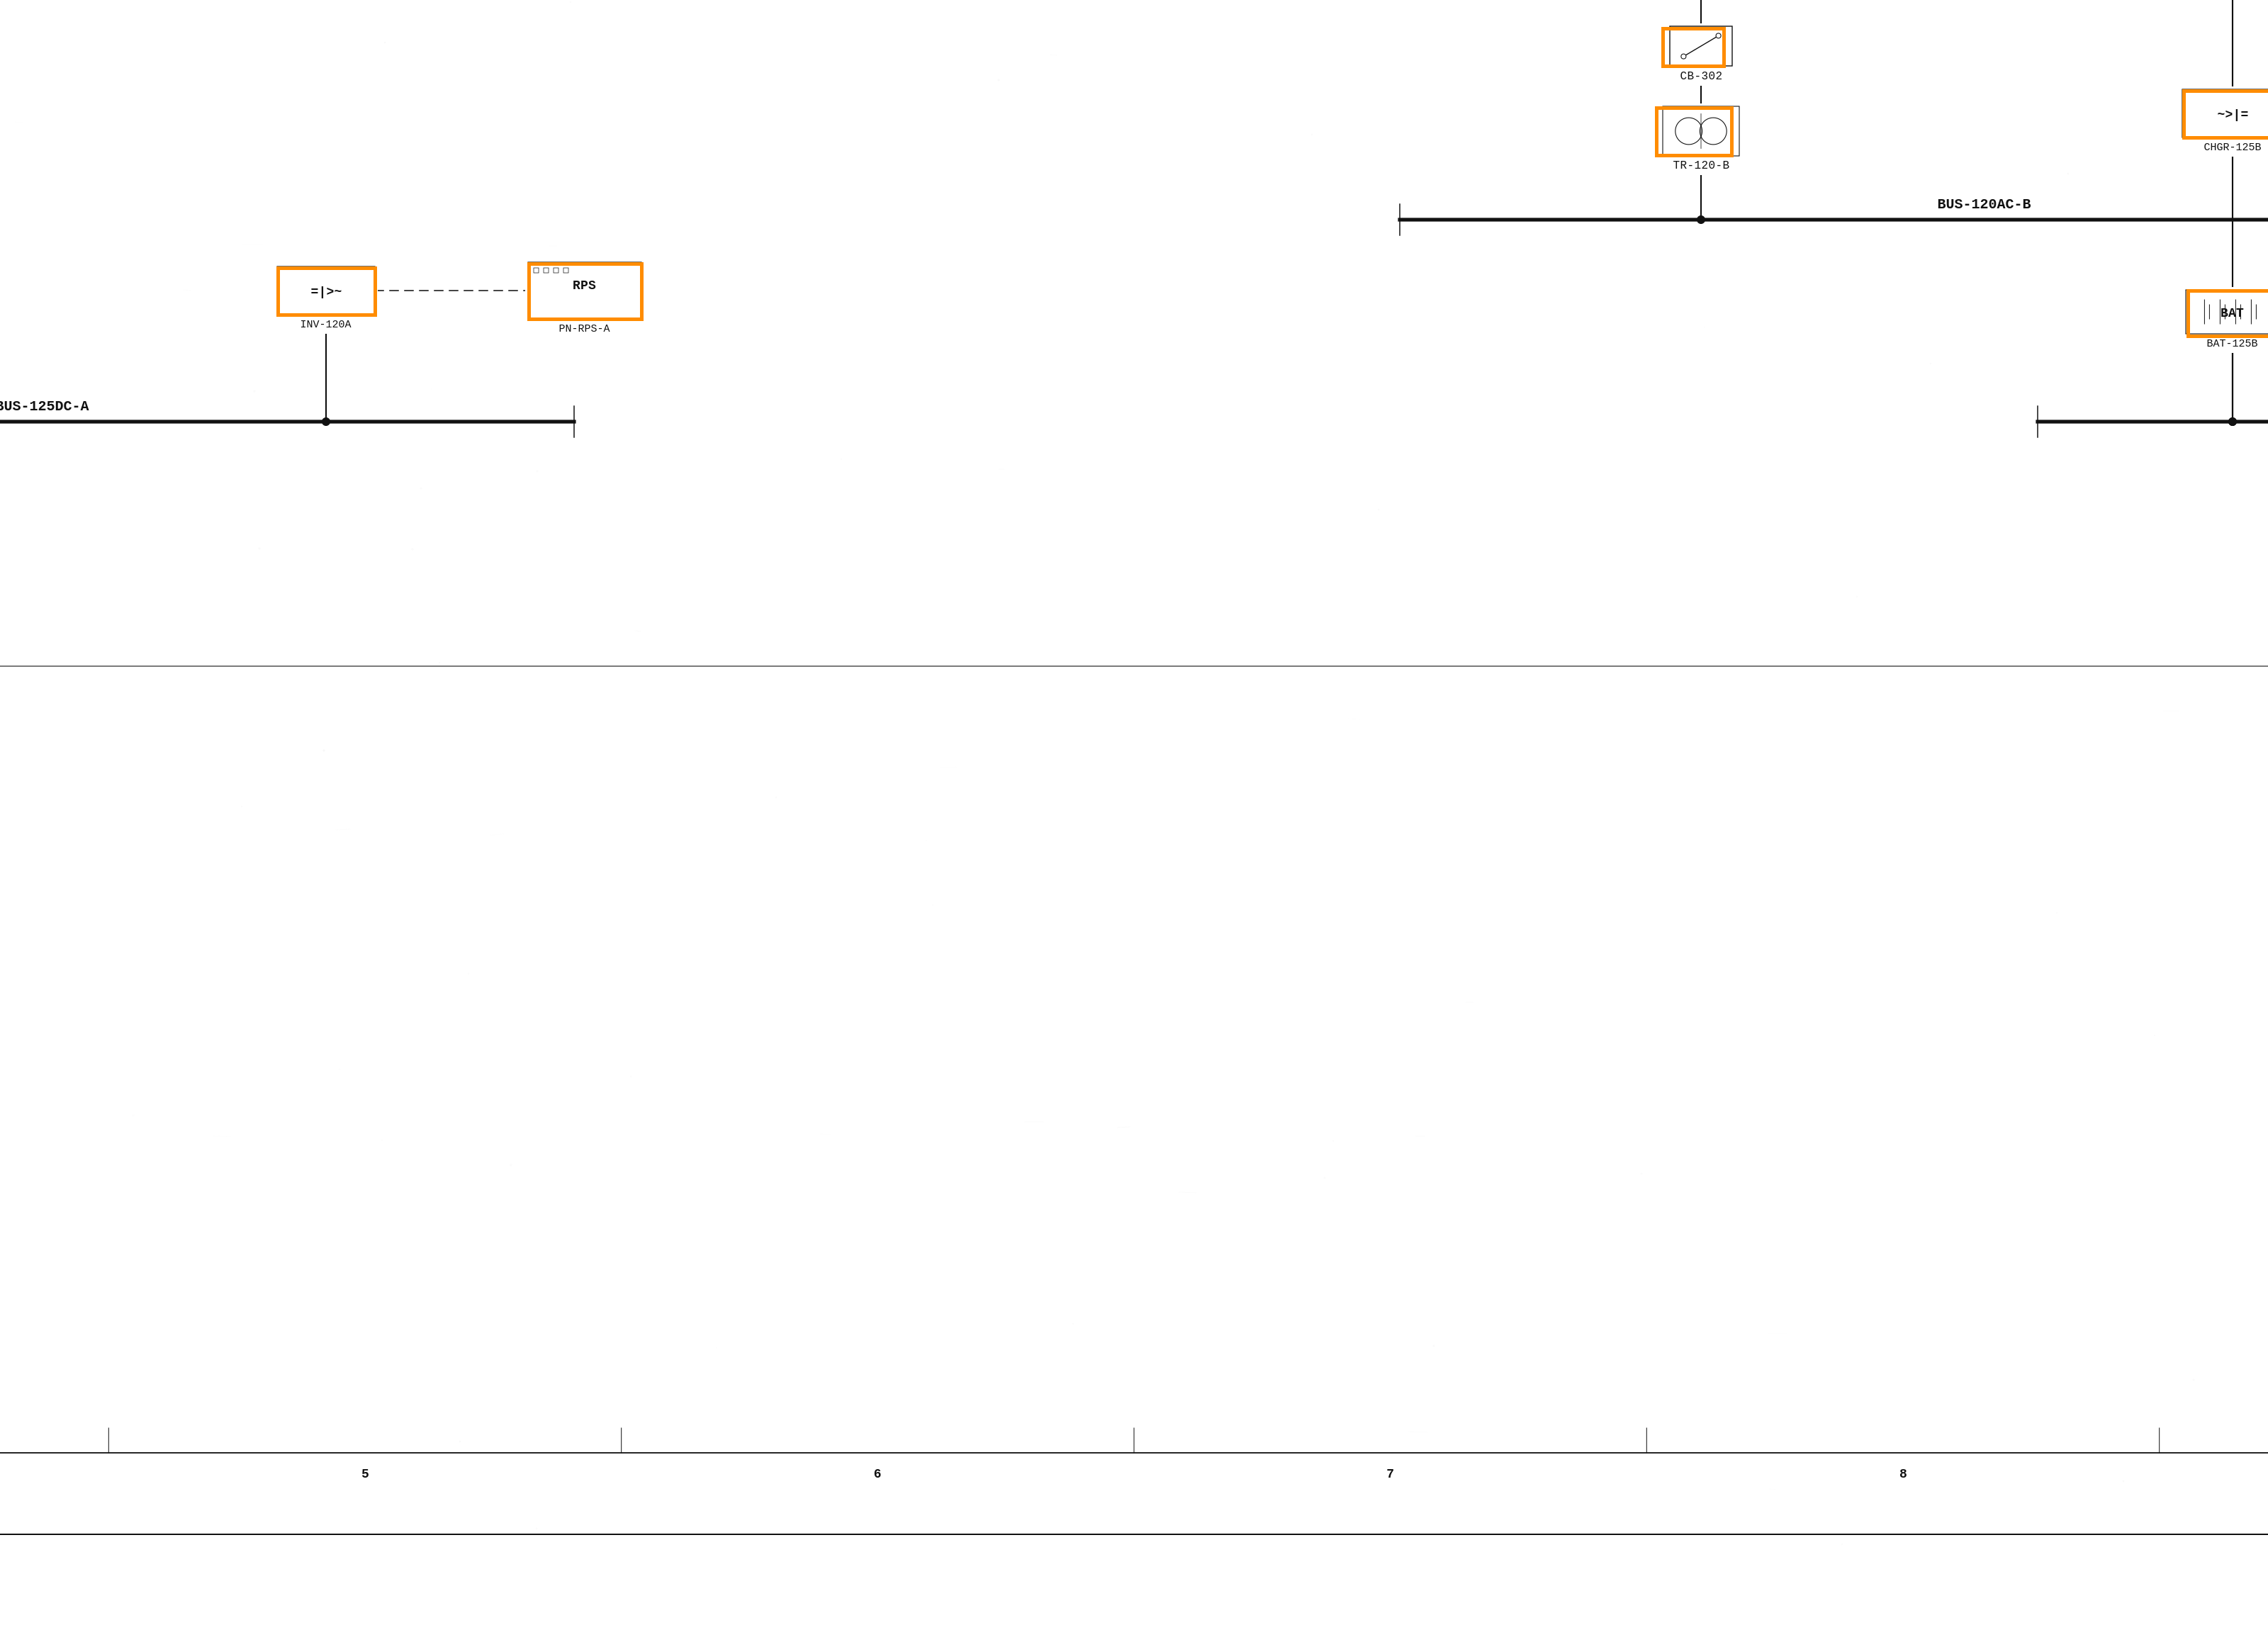 CB-302
~>|=
CHGR-125B
TR-120-B
BUS-120AC-B
RPS
=|>~
BAT
INV-120A
PN-RPS-A
BAT-125B
BUS-125DC-A
5 6 7 8